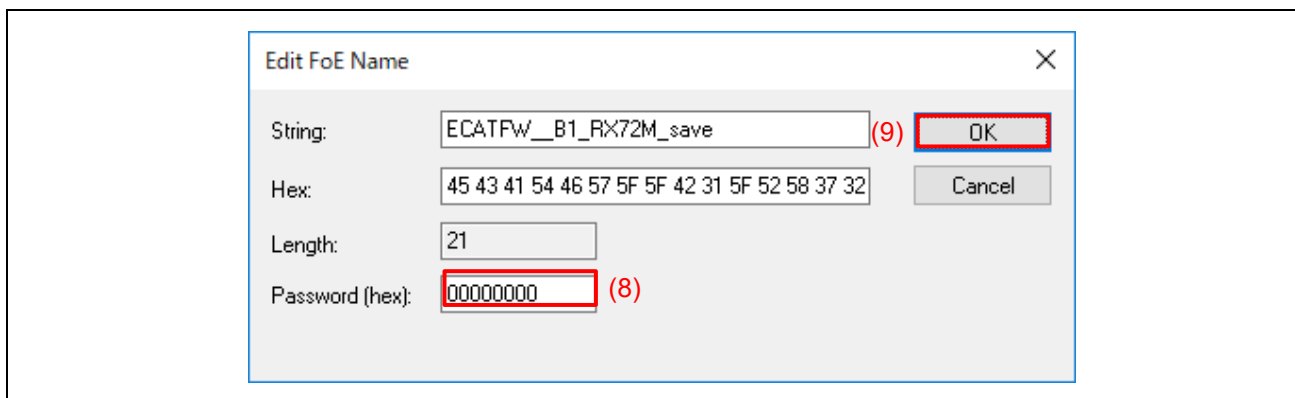 Edit FoE Name
String: ECATFW__B1_RX72M_save (9) OK
Hex: 45 43 41 54 46 57 5F 5F 42 31 5F 52 58 37 32 Cancel
Length: 21
Password (hex): 00000000 (8)